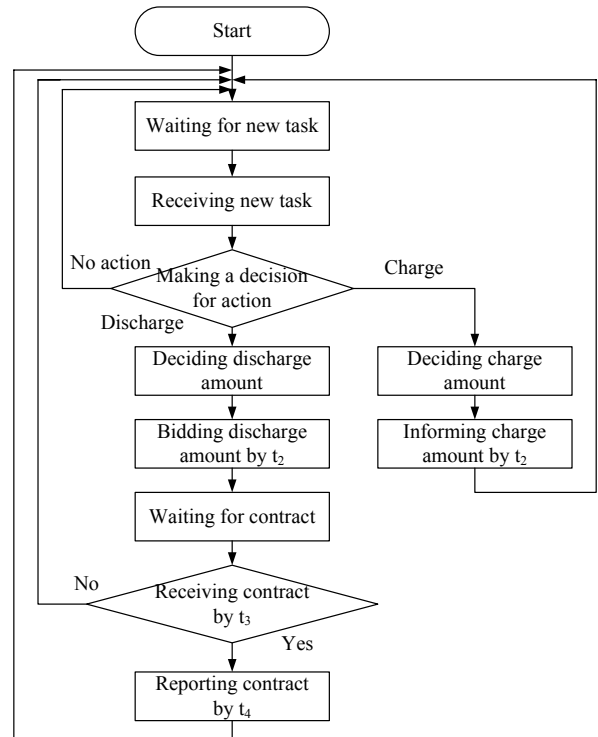 Start
Waiting for new task
Receiving new task
No action
Making a decision
for action
Charge
Discharge
Deciding discharge
amount
Deciding charge
amount
Bidding discharge
amount by t₂
Informing charge
amount by t₂
Waiting for contract
No
Receiving contract
by t₃
Yes
Reporting contract
by t₄